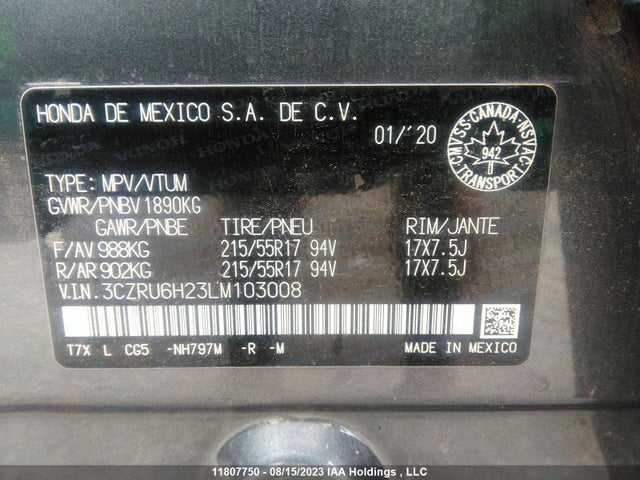 HONDA DE MEXICO S.A. DE C.V.
01/'20
CMVSS-CANADA-NSVAC
942
TRANSPORT
TYPE: MPV/VTUM
GVWR/PNBV 1890KG
GAWR/PNBE TIRE/PNEU RIM/JANTE
F/AV 988KG 215/55R17 94V 17X7.5J
R/AR 902KG 215/55R17 94V 17X7.5J
V.I.N. 3CZRU6H23LM103008
T7X L CG5 -NH797M -R -M MADE IN MEXICO
11807750 - 08/15/2023 IAA Holdings , LLC